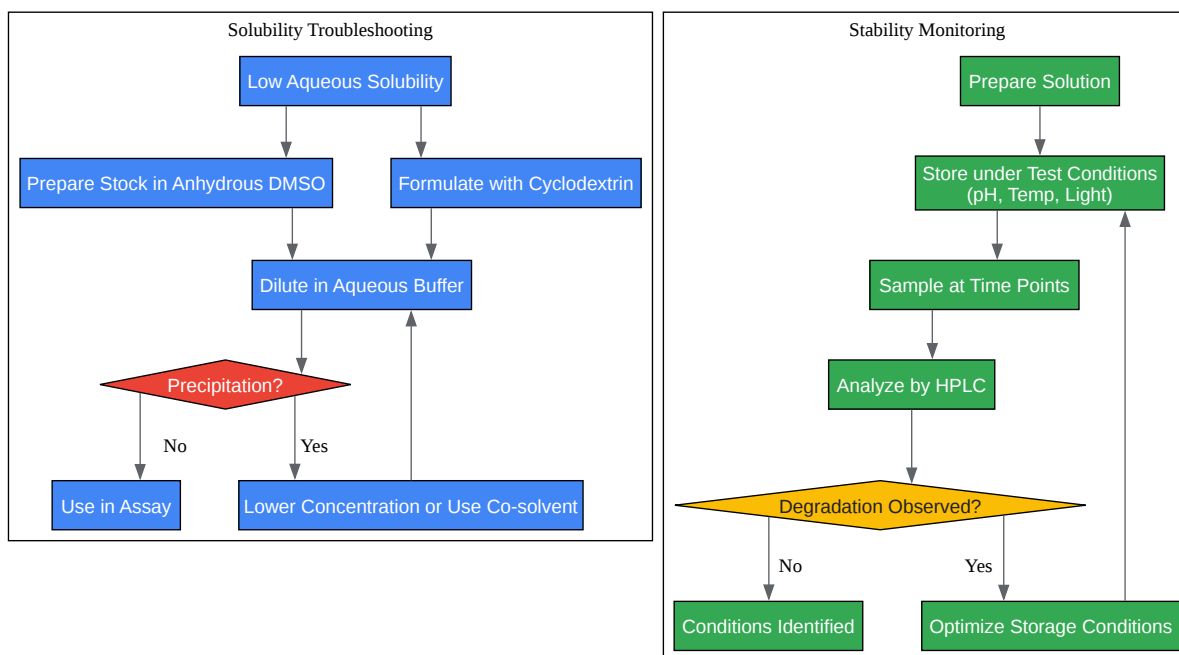 Solubility Troubleshooting
Low Aqueous Solubility
Prepare Stock in Anhydrous DMSO
Formulate with Cyclodextrin
Dilute in Aqueous Buffer
Precipitation?
No
Yes
Use in Assay
Lower Concentration or Use Co-solvent
Stability Monitoring
Prepare Solution
Store under Test Conditions
(pH, Temp, Light)
Sample at Time Points
Analyze by HPLC
Degradation Observed?
No
Yes
Conditions Identified
Optimize Storage Conditions